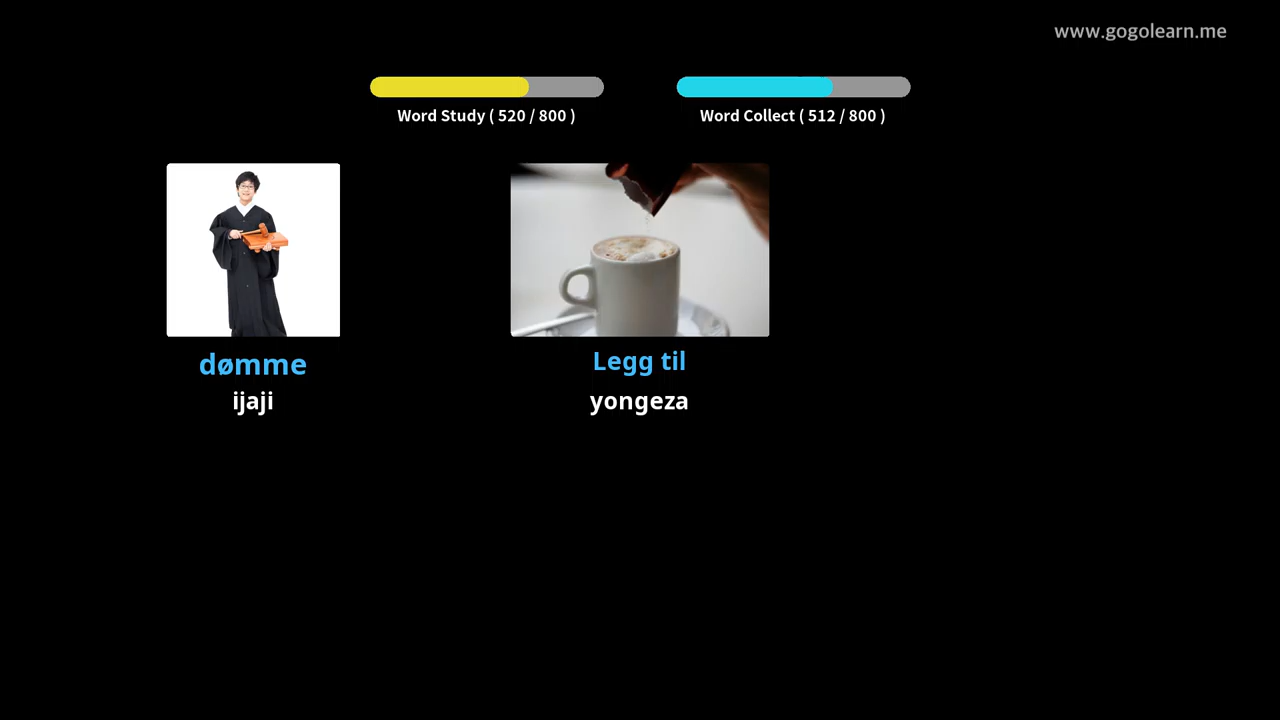 www.gogolearn.me
Word Study ( 520 / 800 )
Word Collect ( 512 / 800 )
dømme
ijaji
Legg til
yongeza